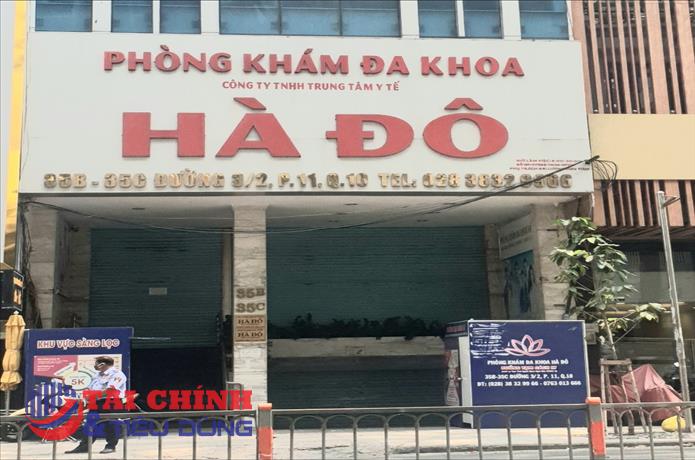 PHÒNG KHÁM ĐA KHOA
CÔNG TY TNHH TRUNG TÂM Y TẾ
HÀ ĐÔ
35B - 35C ĐƯỜNG 3/2, P.11, Q.10 TEL: 028 3832 9966
35B
35C
HÀ ĐÔ
HÀ ĐÔ
KHU VỰC SÀNG LỌC
5K
PHÒNG KHÁM ĐA KHOA HÀ ĐÔ
35B-35C ĐƯỜNG 3/2, P. 11, Q.10
ĐT: (028) 38 32 99 66 - 0763 013 666
TÀI CHÍNH
& TIÊU DÙNG